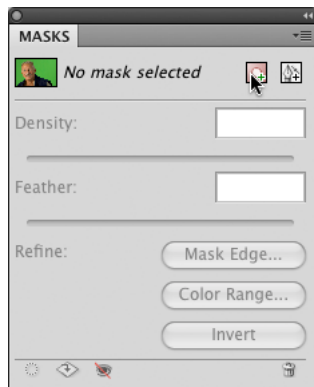 MASKS
No mask selected
Density:
Feather:
Refine:
Mask Edge...
Color Range...
Invert